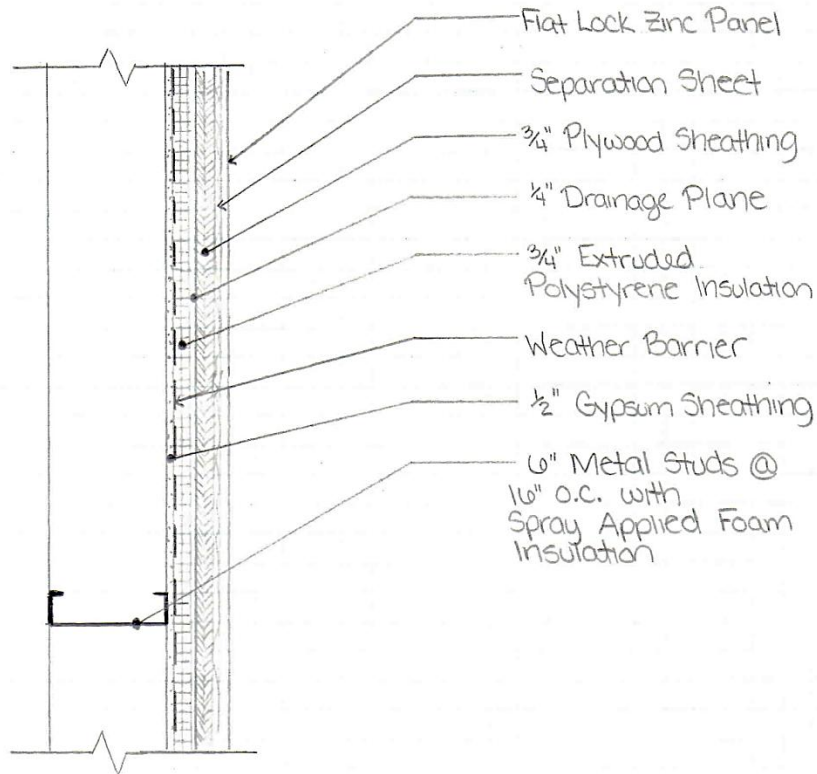 Flat Lock Zinc Panel
Separation Sheet
3/4" Plywood Sheathing
1/4" Drainage Plane
3/4" Extruded
Polystyrene Insulation
Weather Barrier
1/2" Gypsum Sheathing
6" Metal Studs @
16" O.C. with
Spray Applied Foam
Insulation